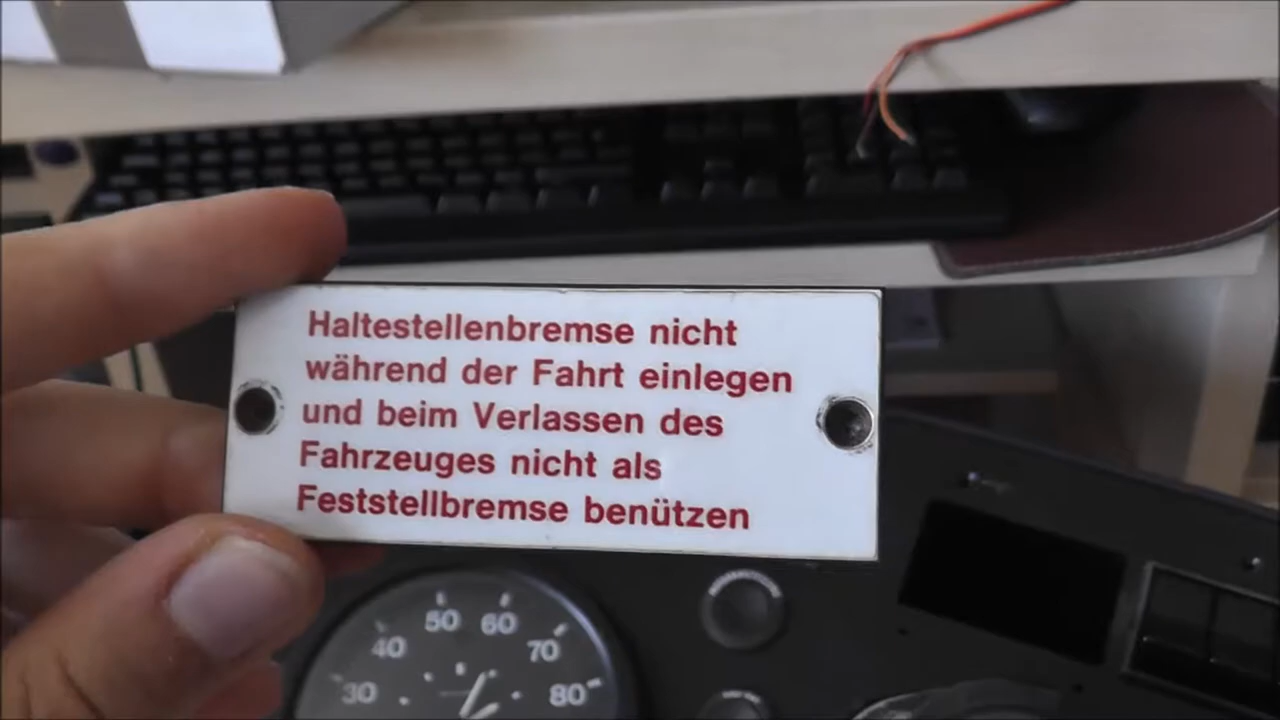 Haltestellenbremse nicht
während der Fahrt einlegen
und beim Verlassen des
Fahrzeuges nicht als
Feststellbremse benützen
50 60
40 70
30 80